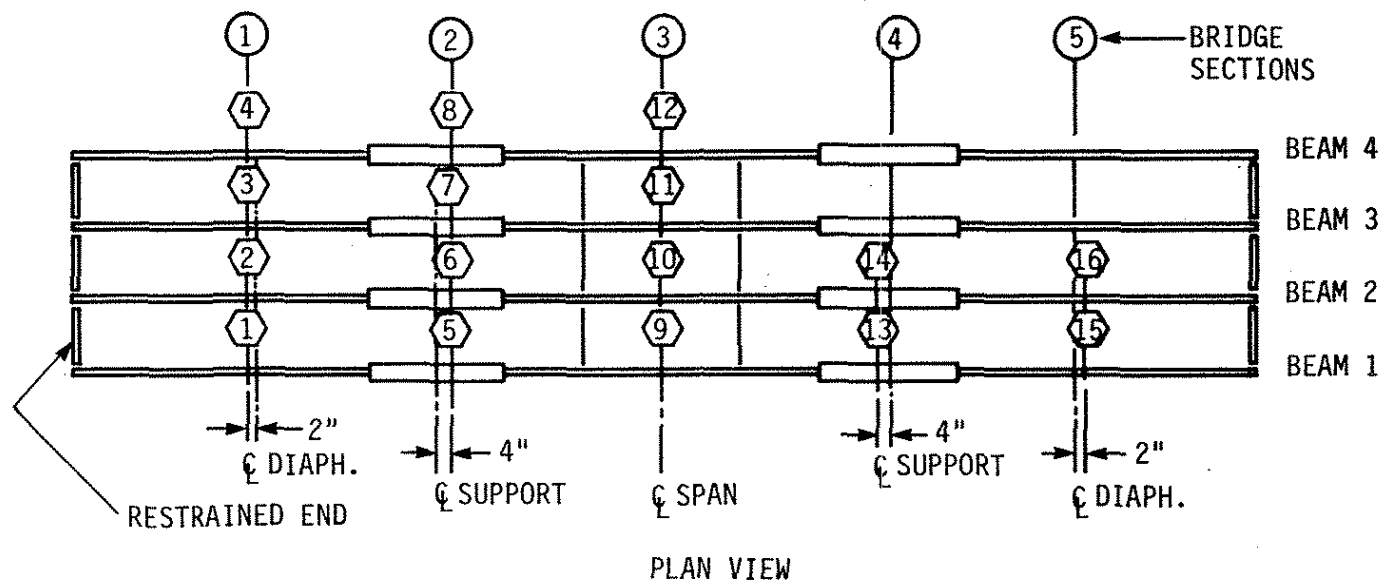 1 2 3 4 5 BRIDGE
SECTIONS
4 8 12
BEAM 4
3 7 11
BEAM 3
2 6 10 14 16
BEAM 2
1 5 9 13 15
BEAM 1
2" 4" 4" 2"
℄ DIAPH. ℄ SUPPORT ℄ SPAN ℄ SUPPORT ℄ DIAPH.
RESTRAINED END
PLAN VIEW